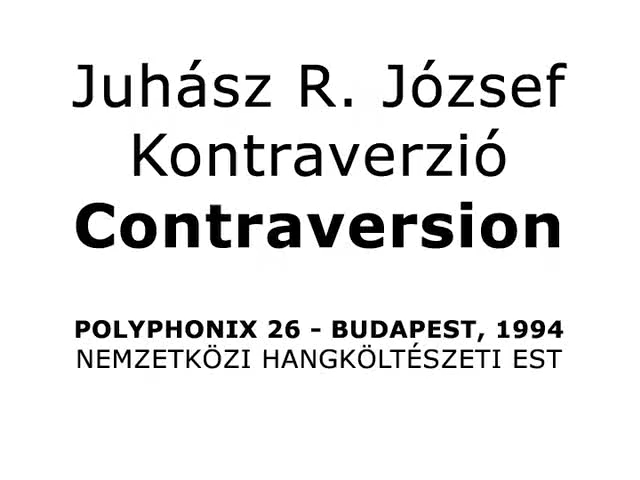 Juhász R. József
Kontraverzió
Contraversion
POLYPHONIX 26 - BUDAPEST, 1994
NEMZETKÖZI HANGKÖLTÉSZETI EST